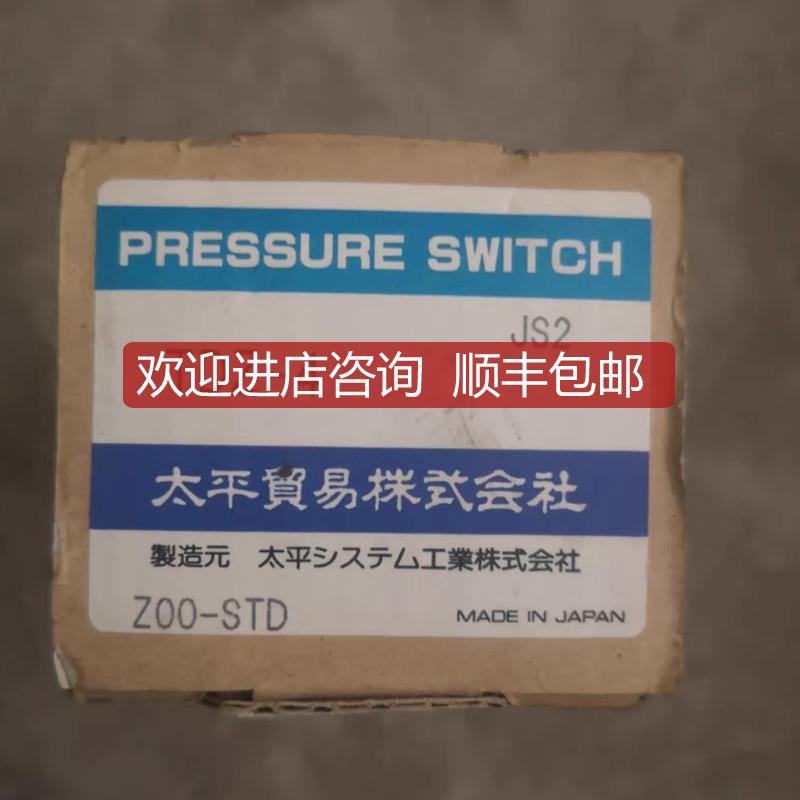 PRESSURE SWITCH
JS2
欢迎进店咨询 顺丰包邮
太平貿易株式会社
製造元 太平システム工業株式会社
Z00-STD
MADE IN JAPAN